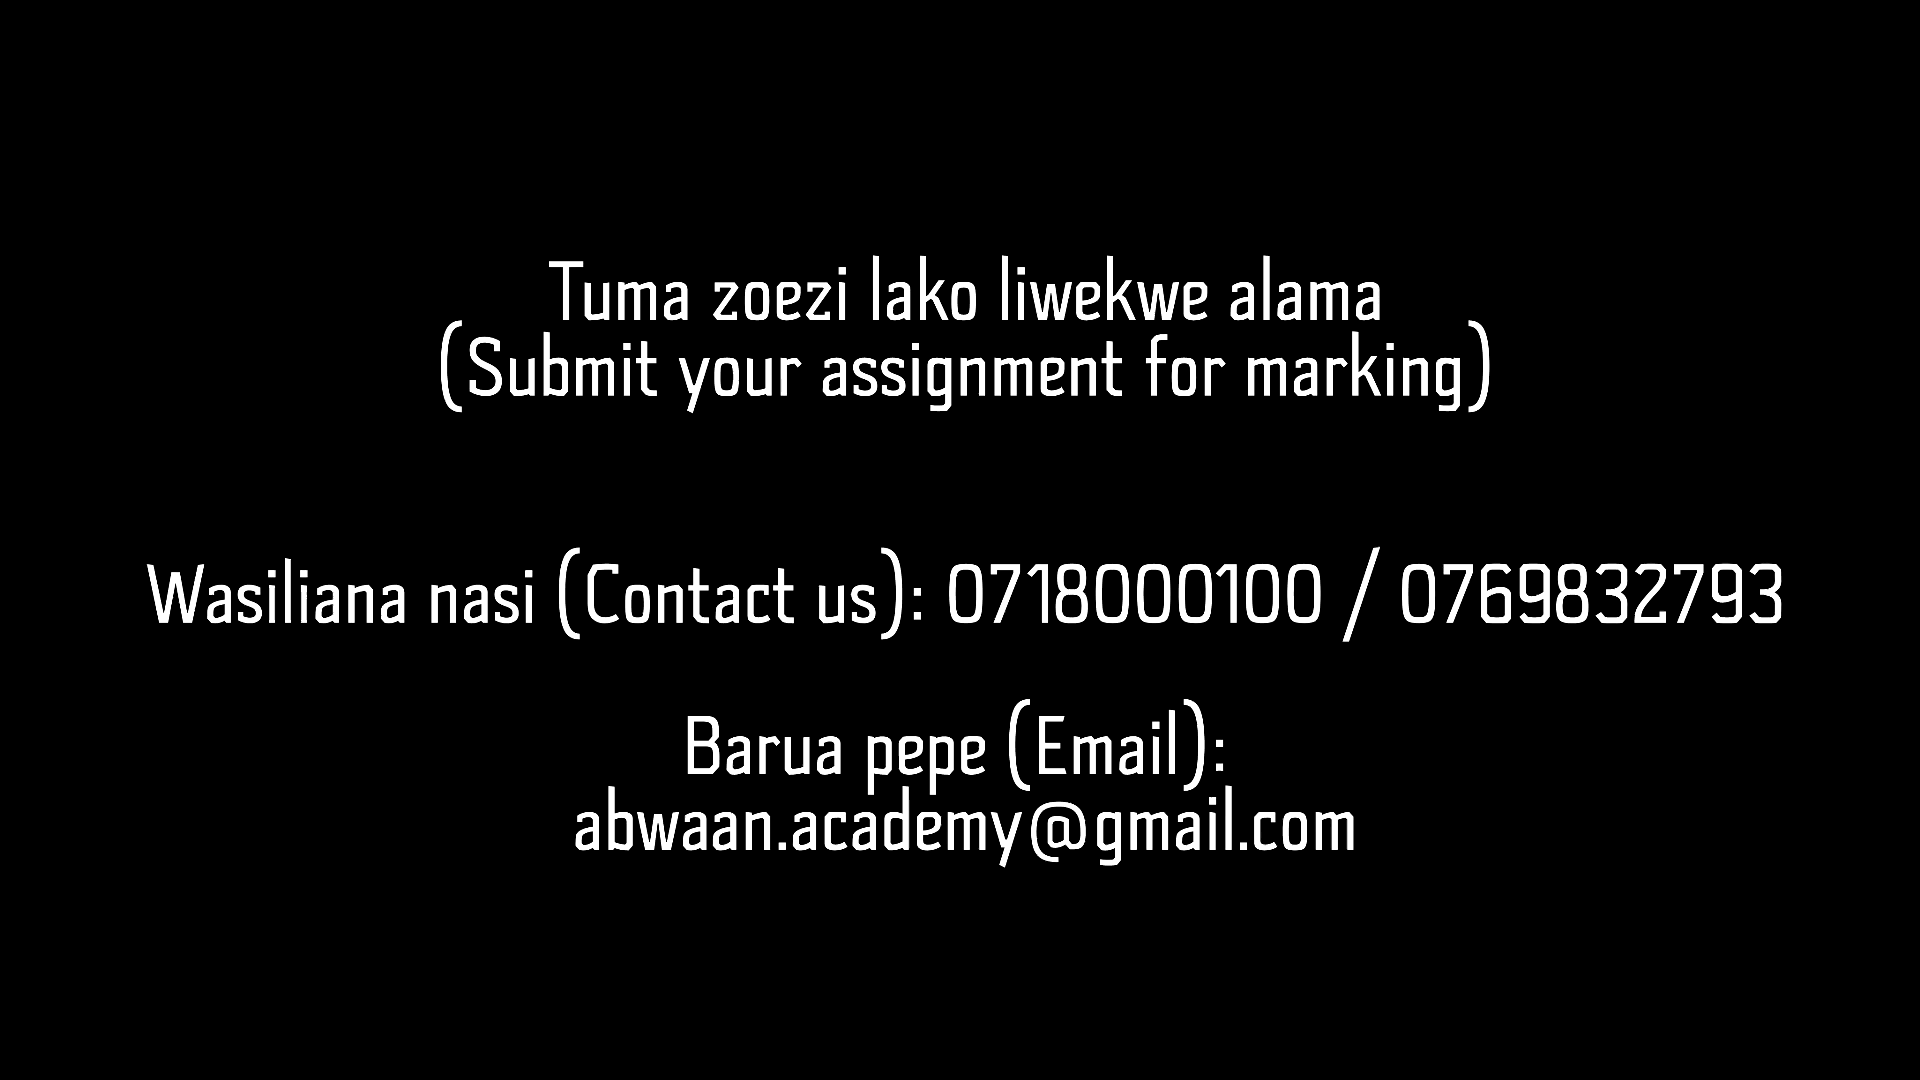 Tuma zoezi lako liwekwe alama
(Submit your assignment for marking)
Wasiliana nasi (Contact us): 0718000100 / 0769832793
Barua pepe (Email):
abwaan.academy@gmail.com